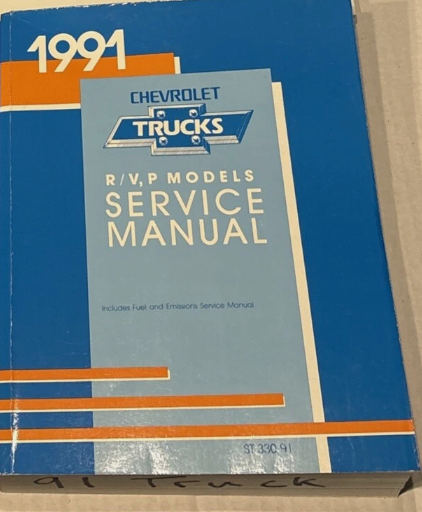 1991
CHEVROLET
TRUCKS
R/V, P MODELS
SERVICE
MANUAL
Includes Fuel and Emissions Service Manual
ST 330-91
91 Truck